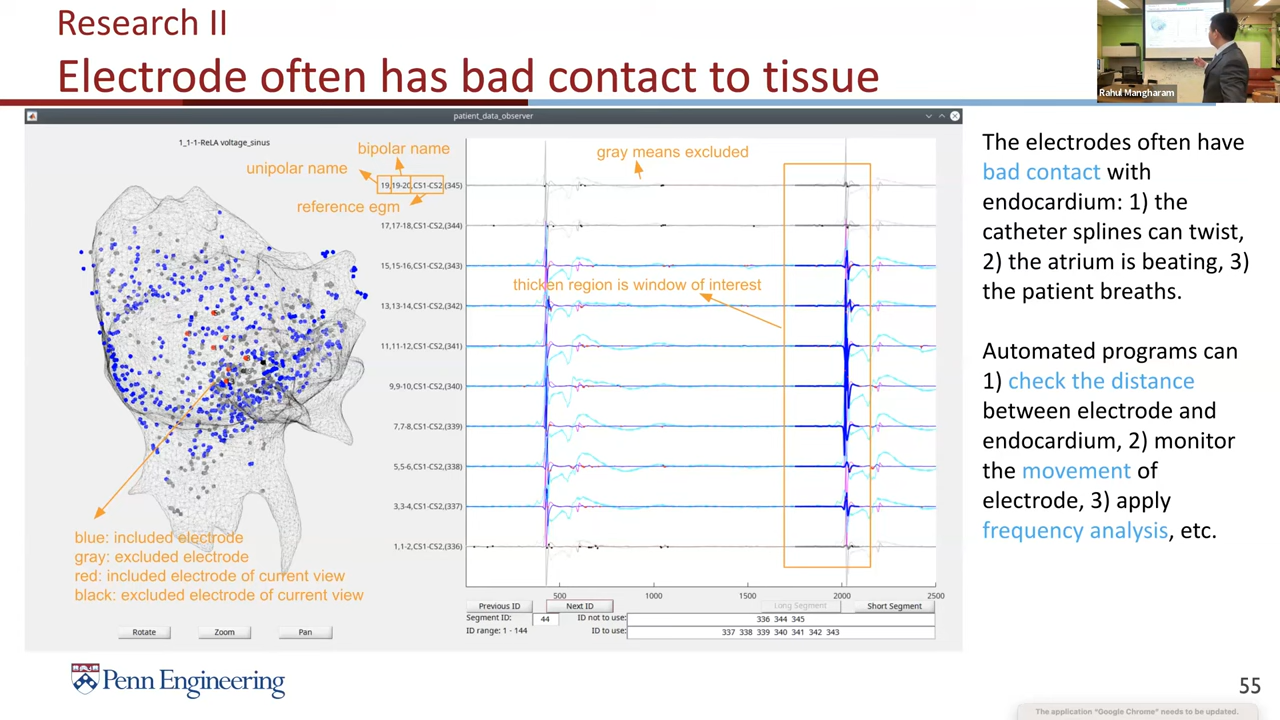 Research II
Electrode often has bad contact to tissue
Rahul Mangharam
patient_data_observer
1_1-1-ReLA voltage_sinus
bipolar name
unipolar name
reference egm
gray means excluded
thicken region is window of interest
19,19-20,CS1-CS2,(345)
17,17-18,CS1-CS2,(344)
15,15-16,CS1-CS2,(343)
13,13-14,CS1-CS2,(342)
11,11-12,CS1-CS2,(341)
9,9-10,CS1-CS2,(340)
7,7-8,CS1-CS2,(339)
5,5-6,CS1-CS2,(338)
3,3-4,CS1-CS2,(337)
1,1-2,CS1-CS2,(336)
500 1000 1500 2000 2500
blue: included electrode
gray: excluded electrode
red: included electrode of current view
black: excluded electrode of current view
Rotate Zoom Pan
Previous ID Next ID Long Segment Short Segment
Segment ID: 44 ID not to use: 336 344 345
ID range: 1 - 144 ID to use: 337 338 339 340 341 342 343
The electrodes often have
bad contact with
endocardium: 1) the
catheter splines can twist,
2) the atrium is beating, 3)
the patient breaths.
Automated programs can
1) check the distance
between electrode and
endocardium, 2) monitor
the movement of
electrode, 3) apply
frequency analysis, etc.
Penn Engineering
55
The application "Google Chrome" needs to be updated.